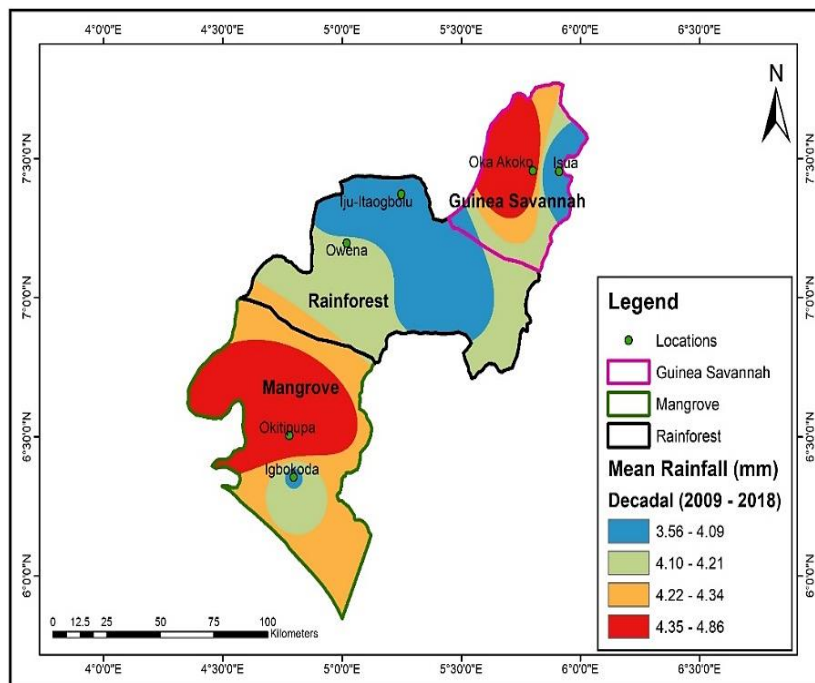 4°0'0"E 4°30'0"E 5°0'0"E 5°30'0"E 6°0'0"E 6°30'0"E
N
7°30'0"N 7°30'0"N
Oka Akoko Isua
Iju-Itaogbolu Guinea Savannah
Owena
7°0'0"N 7°0'0"N
Rainforest
Mangrove
Okitipupa
6°30'0"N 6°30'0"N
Igbokoda
6°0'0"N 6°0'0"N
Legend
Locations
Guinea Savannah
Mangrove
Rainforest
Mean Rainfall (mm)
Decadal (2009 - 2018)
3.56 - 4.09
4.10 - 4.21
4.22 - 4.34
4.35 - 4.86
0 12.5 25 50 75 100
Kilometers
4°0'0"E 4°30'0"E 5°0'0"E 5°30'0"E 6°0'0"E 6°30'0"E